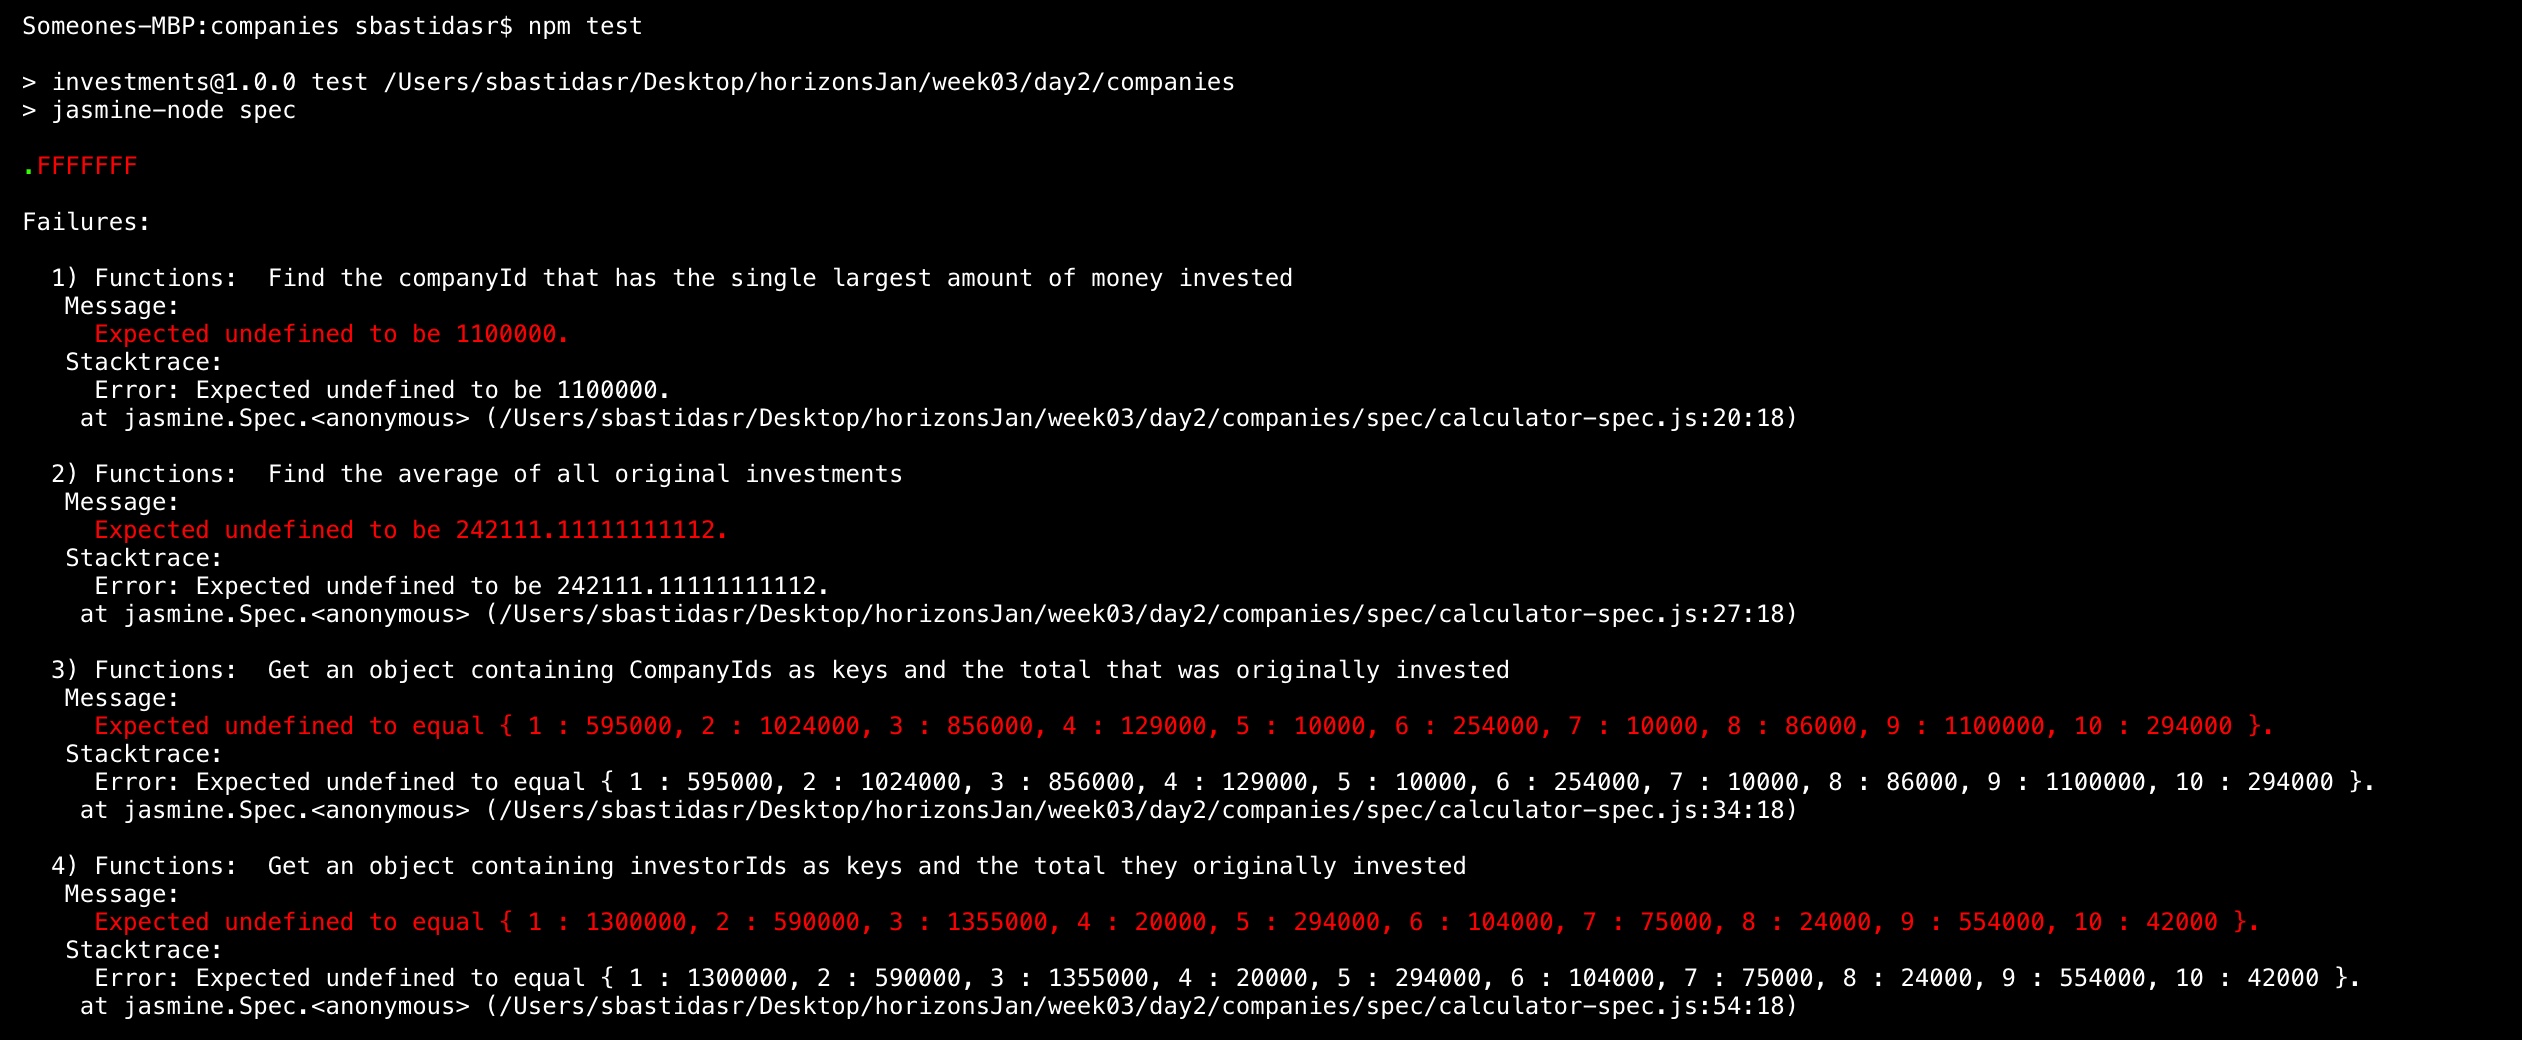 Someones-MBP:companies sbastidasr$ npm test
> investments@1.0.0 test /Users/sbastidasr/Desktop/horizonsJan/week03/day2/companies
> jasmine-node spec
.FFFFFFF
Failures:
1) Functions:  Find the companyId that has the single largest amount of money invested
Message:
Expected undefined to be 1100000.
Stacktrace:
Error: Expected undefined to be 1100000.
at jasmine.Spec.<anonymous> (/Users/sbastidasr/Desktop/horizonsJan/week03/day2/companies/spec/calculator-spec.js:20:18)
2) Functions:  Find the average of all original investments
Message:
Expected undefined to be 242111.11111111112.
Stacktrace:
Error: Expected undefined to be 242111.11111111112.
at jasmine.Spec.<anonymous> (/Users/sbastidasr/Desktop/horizonsJan/week03/day2/companies/spec/calculator-spec.js:27:18)
3) Functions:  Get an object containing CompanyIds as keys and the total that was originally invested
Message:
Expected undefined to equal { 1 : 595000, 2 : 1024000, 3 : 856000, 4 : 129000, 5 : 10000, 6 : 254000, 7 : 10000, 8 : 86000, 9 : 1100000, 10 : 294000 }.
Stacktrace:
Error: Expected undefined to equal { 1 : 595000, 2 : 1024000, 3 : 856000, 4 : 129000, 5 : 10000, 6 : 254000, 7 : 10000, 8 : 86000, 9 : 1100000, 10 : 294000 }.
at jasmine.Spec.<anonymous> (/Users/sbastidasr/Desktop/horizonsJan/week03/day2/companies/spec/calculator-spec.js:34:18)
4) Functions:  Get an object containing investorIds as keys and the total they originally invested
Message:
Expected undefined to equal { 1 : 1300000, 2 : 590000, 3 : 1355000, 4 : 20000, 5 : 294000, 6 : 104000, 7 : 75000, 8 : 24000, 9 : 554000, 10 : 42000 }.
Stacktrace:
Error: Expected undefined to equal { 1 : 1300000, 2 : 590000, 3 : 1355000, 4 : 20000, 5 : 294000, 6 : 104000, 7 : 75000, 8 : 24000, 9 : 554000, 10 : 42000 }.
at jasmine.Spec.<anonymous> (/Users/sbastidasr/Desktop/horizonsJan/week03/day2/companies/spec/calculator-spec.js:54:18)